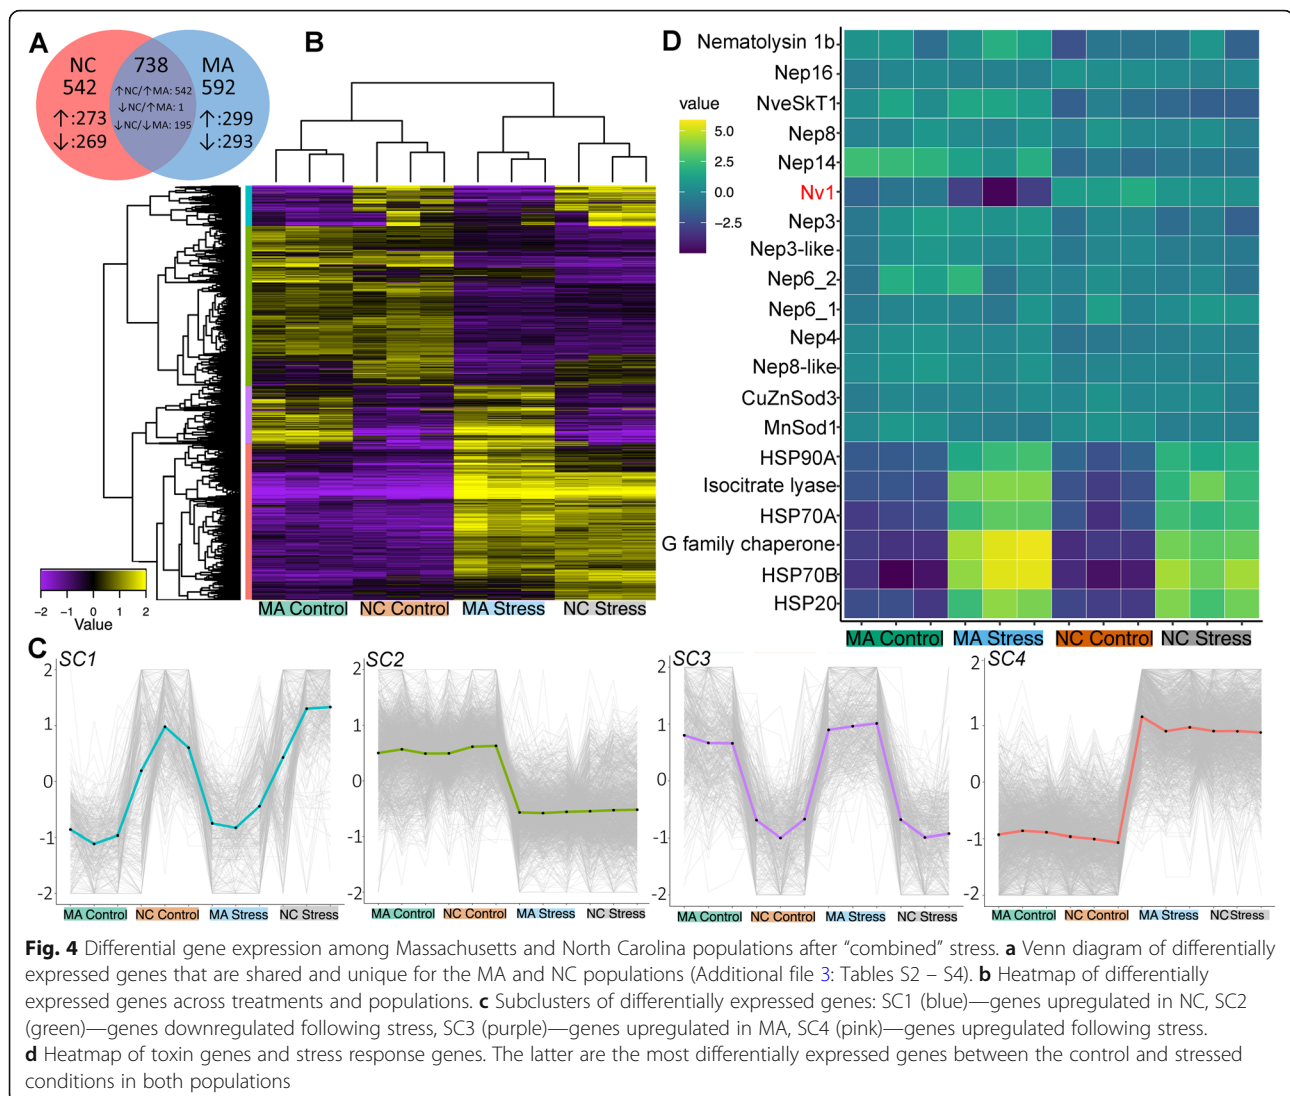 A
NC
542
↑:273
↓:269
738
↑NC/↑MA: 542
↓NC/↑MA: 1
↓NC/↓MA: 195
MA
592
↑:299
↓:293
B
−2 −1 0 1 2
Value
MA Control NC Control MA Stress NC Stress
D
value
5.0
2.5
0.0
−2.5
Nematolysin 1b
Nep16
NveSkT1
Nep8
Nep14
Nv1
Nep3
Nep3-like
Nep6_2
Nep6_1
Nep4
Nep8-like
CuZnSod3
MnSod1
HSP90A
Isocitrate lyase
HSP70A
G family chaperone
HSP70B
HSP20
MA Control MA Stress NC Control NC Stress
C
SC1
2
1
0
-1
-2
MA Control NC Control MA Stress NC Stress
SC2
2
1
0
-1
-2
MA Control NC Control MA Stress NC Stress
SC3
2
1
0
-1
-2
MA Control NC Control MA Stress NC Stress
SC4
2
1
0
-1
-2
MA Control NC Control MA Stress NC Stress
Fig. 4 Differential gene expression among Massachusetts and North Carolina populations after “combined” stress. a Venn diagram of differentially
expressed genes that are shared and unique for the MA and NC populations (Additional file 3: Tables S2 – S4). b Heatmap of differentially
expressed genes across treatments and populations. c Subclusters of differentially expressed genes: SC1 (blue)—genes upregulated in NC, SC2
(green)—genes downregulated following stress, SC3 (purple)—genes upregulated in MA, SC4 (pink)—genes upregulated following stress.
d Heatmap of toxin genes and stress response genes. The latter are the most differentially expressed genes between the control and stressed
conditions in both populations